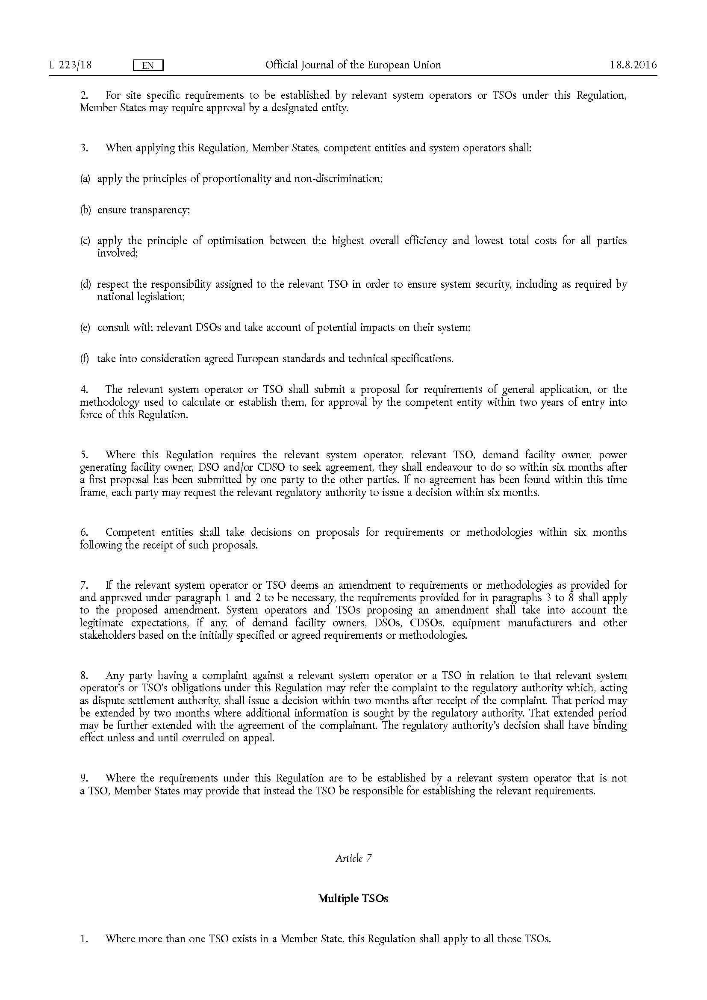 L 223/18 EN Official Journal of the European Union 18.8.2016
2. For site specific requirements to be established by relevant system operators or TSOs under this Regulation,
Member States may require approval by a designated entity.
3. When applying this Regulation, Member States, competent entities and system operators shall:
(a) apply the principles of proportionality and non-discrimination;
(b) ensure transparency;
(c) apply the principle of optimisation between the highest overall efficiency and lowest total costs for all parties
involved;
(d) respect the responsibility assigned to the relevant TSO in order to ensure system security, including as required by
national legislation;
(e) consult with relevant DSOs and take account of potential impacts on their system;
(f) take into consideration agreed European standards and technical specifications.
4. The relevant system operator or TSO shall submit a proposal for requirements of general application, or the
methodology used to calculate or establish them, for approval by the competent entity within two years of entry into
force of this Regulation.
5. Where this Regulation requires the relevant system operator, relevant TSO, demand facility owner, power
generating facility owner, DSO and/or CDSO to seek agreement, they shall endeavour to do so within six months after
a first proposal has been submitted by one party to the other parties. If no agreement has been found within this time
frame, each party may request the relevant regulatory authority to issue a decision within six months.
6. Competent entities shall take decisions on proposals for requirements or methodologies within six months
following the receipt of such proposals.
7. If the relevant system operator or TSO deems an amendment to requirements or methodologies as provided for
and approved under paragraph 1 and 2 to be necessary, the requirements provided for in paragraphs 3 to 8 shall apply
to the proposed amendment. System operators and TSOs proposing an amendment shall take into account the
legitimate expectations, if any, of demand facility owners, DSOs, CDSOs, equipment manufacturers and other
stakeholders based on the initially specified or agreed requirements or methodologies.
8. Any party having a complaint against a relevant system operator or a TSO in relation to that relevant system
operator's or TSO's obligations under this Regulation may refer the complaint to the regulatory authority which, acting
as dispute settlement authority, shall issue a decision within two months after receipt of the complaint. That period may
be extended by two months where additional information is sought by the regulatory authority. That extended period
may be further extended with the agreement of the complainant. The regulatory authority's decision shall have binding
effect unless and until overruled on appeal.
9. Where the requirements under this Regulation are to be established by a relevant system operator that is not
a TSO, Member States may provide that instead the TSO be responsible for establishing the relevant requirements.
Article 7
Multiple TSOs
1. Where more than one TSO exists in a Member State, this Regulation shall apply to all those TSOs.